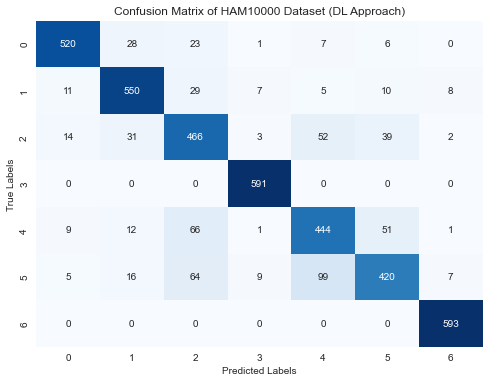 Confusion Matrix of HAM10000 Dataset (DL Approach)
True Labels
0 520 28 23 1 7 6 0
1 11 550 29 7 5 10 8
2 14 31 466 3 52 39 2
3 0 0 0 591 0 0 0
4 9 12 66 1 444 51 1
5 5 16 64 9 99 420 7
6 0 0 0 0 0 0 593
0 1 2 3 4 5 6
Predicted Labels